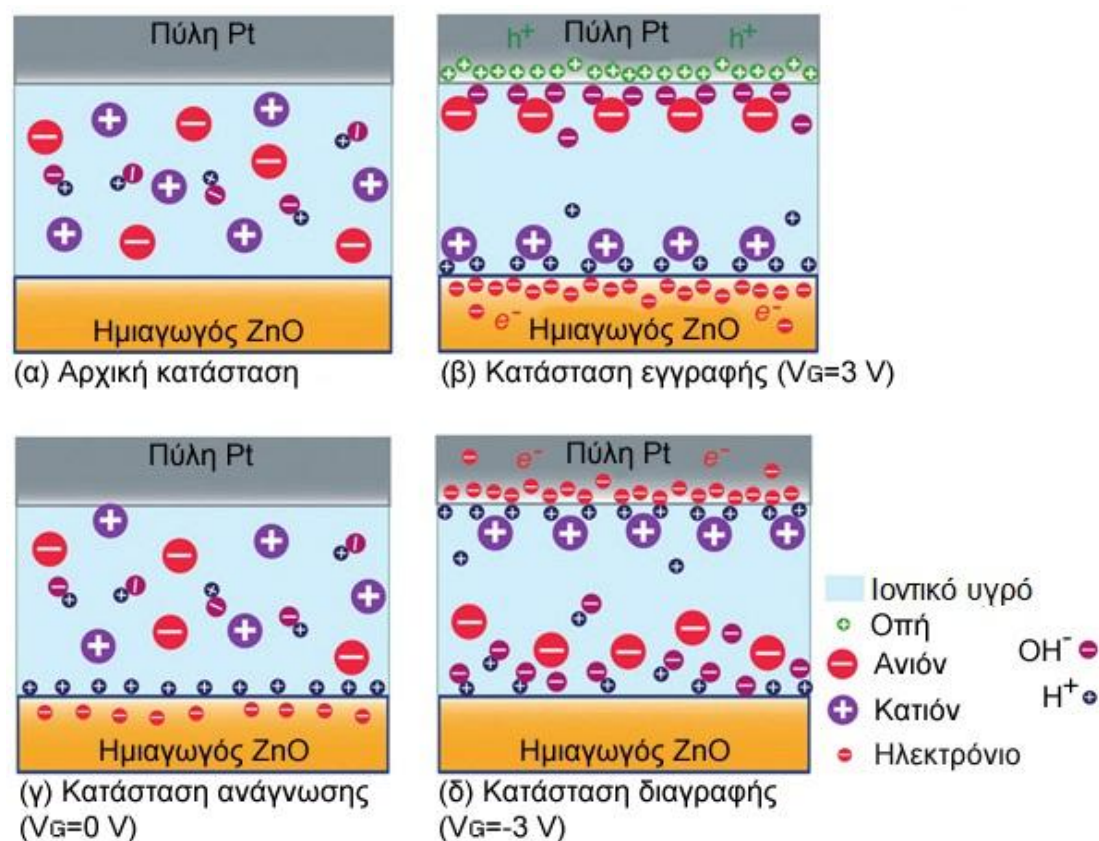 Πύλη Pt
Ημιαγωγός ZnO
(α) Αρχική κατάσταση
h+ Πύλη Pt h+
e- Ημιαγωγός ZnO e-
(β) Κατάσταση εγγραφής (VG=3 V)
Πύλη Pt
Ημιαγωγός ZnO
(γ) Κατάσταση ανάγνωσης
(VG=0 V)
e- Πύλη Pt e-
Ημιαγωγός ZnO
(δ) Κατάσταση διαγραφής
(VG=-3 V)
Ιοντικό υγρό
Οπή
Ανιόν
Κατιόν
Ηλεκτρόνιο
OH-
H+